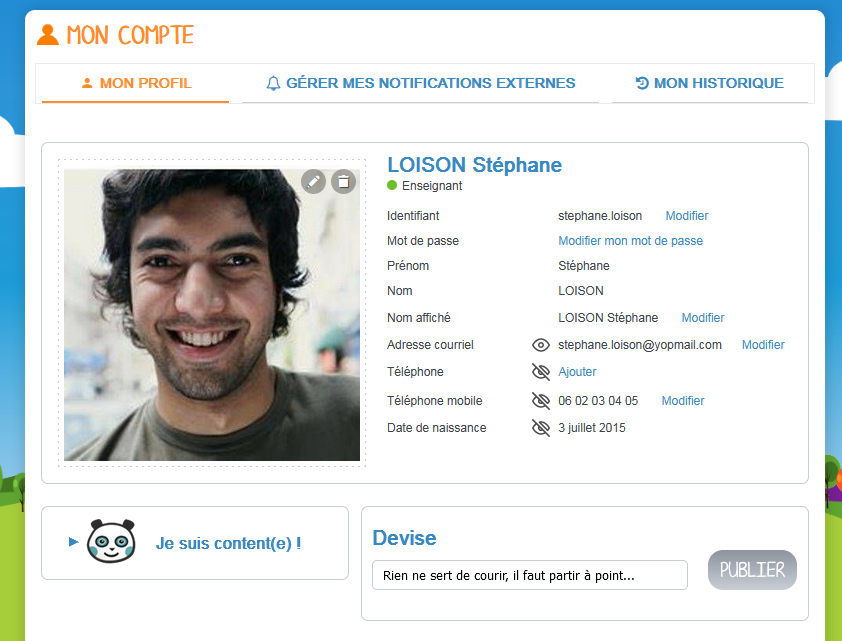 MON COMPTE
MON PROFIL
GÉRER MES NOTIFICATIONS EXTERNES
MON HISTORIQUE
LOISON Stéphane
Enseignant
Identifiant stephane.loison Modifier
Mot de passe Modifier mon mot de passe
Prénom Stéphane
Nom LOISON
Nom affiché LOISON Stéphane Modifier
Adresse courriel stephane.loison@yopmail.com Modifier
Téléphone Ajouter
Téléphone mobile 06 02 03 04 05 Modifier
Date de naissance 3 juillet 2015
Je suis content(e) !
Devise
Rien ne sert de courir, il faut partir à point...
PUBLIER